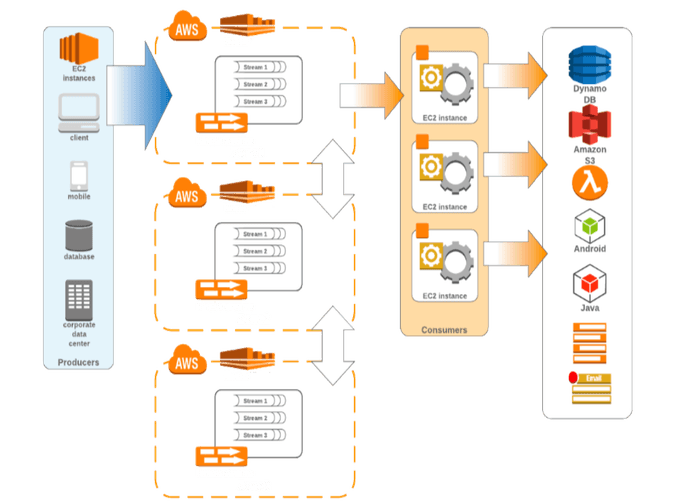 EC2
instances
client
mobile
database
corporate
data
center
Producers
AWS
Stream 1
Stream 2
Stream 3
AWS
Stream 1
Stream 2
Stream 3
AWS
Stream 1
Stream 2
Stream 3
EC2 instance
EC2 instance
EC2 instance
Consumers
Dynamo
DB
Amazon
S3
λ
Android
Java
Email